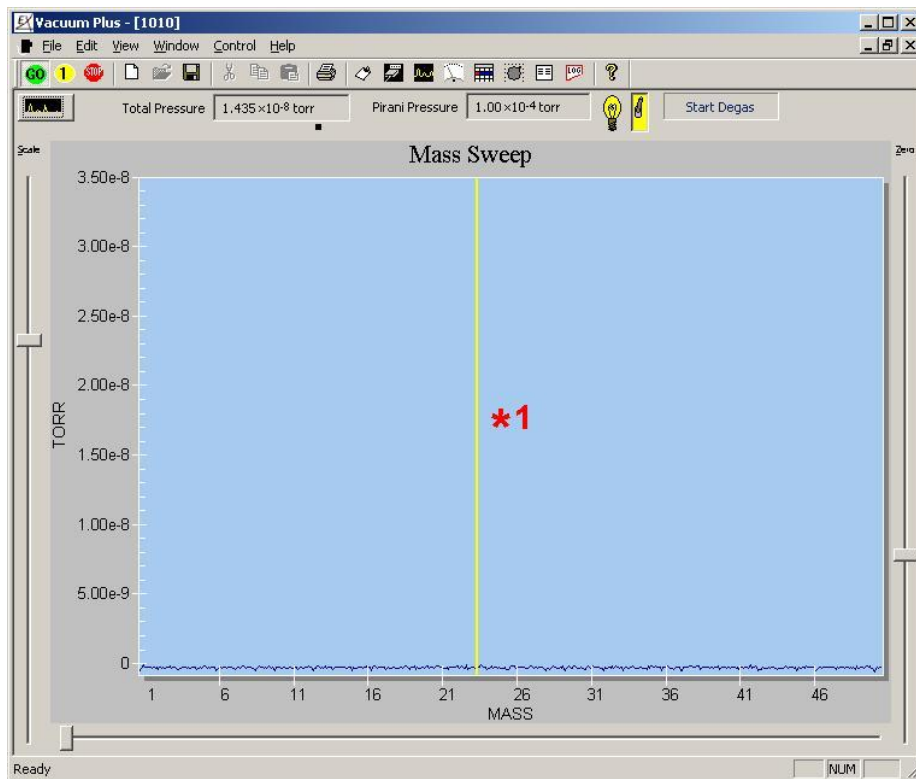 Vacuum Plus - [1010]
File Edit View Window Control Help
GO 1 STOP LOG ?
Total Pressure 1.435×10-8 torr Pirani Pressure 1.00×10-4 torr Start Degas
Scale
Zero
Mass Sweep
3.50e-8
3.00e-8
2.50e-8
2.00e-8
*1
1.50e-8
1.00e-8
5.00e-9
0
TORR
1 6 11 16 21 26 31 36 41 46
MASS
Ready NUM